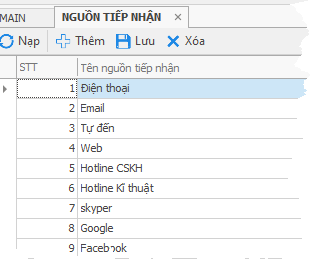 MAIN NGUỒN TIẾP NHẬN
Nạp Thêm Lưu Xóa
STT Tên nguồn tiếp nhận
1 Điện thoại
2 Email
3 Tự đến
4 Web
5 Hotline CSKH
6 Hotline Kĩ thuật
7 skyper
8 Google
9 Facebook